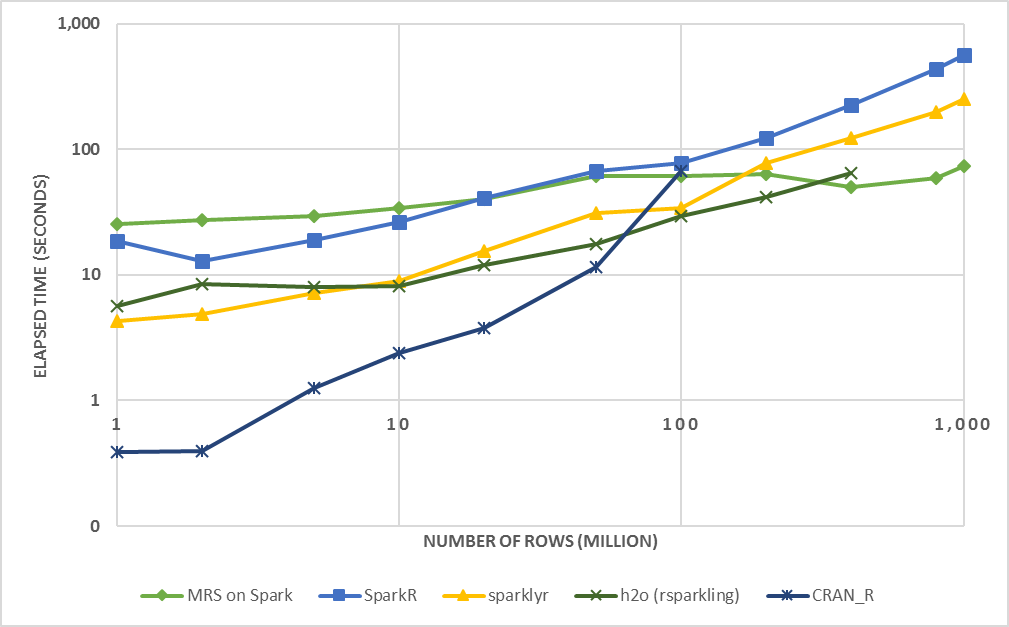 1,000
100
10
1
0
ELAPSED TIME (SECONDS)
1 10 100 1,000
NUMBER OF ROWS (MILLION)
MRS on Spark SparkR sparklyr h2o (rsparkling) CRAN_R